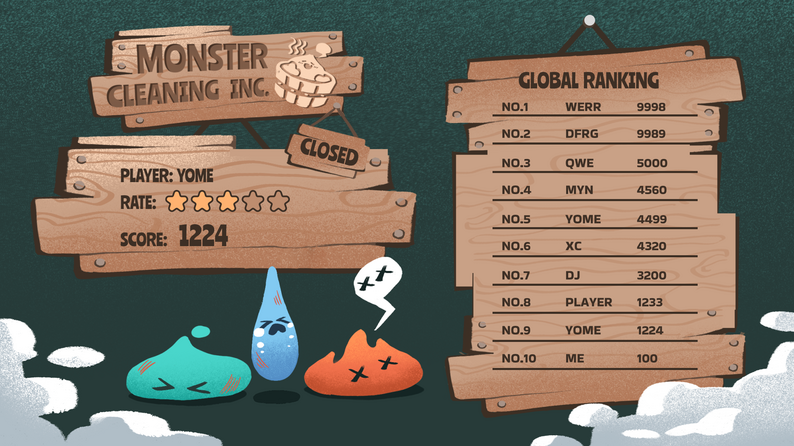 MONSTER
CLEANING INC.
CLOSED
PLAYER: YOME
RATE:
SCORE: 1224
GLOBAL RANKING
NO.1 WERR 9998
NO.2 DFRG 9989
NO.3 QWE 5000
NO.4 MYN 4560
NO.5 YOME 4499
NO.6 XC 4320
NO.7 DJ 3200
NO.8 PLAYER 1233
NO.9 YOME 1224
NO.10 ME 100